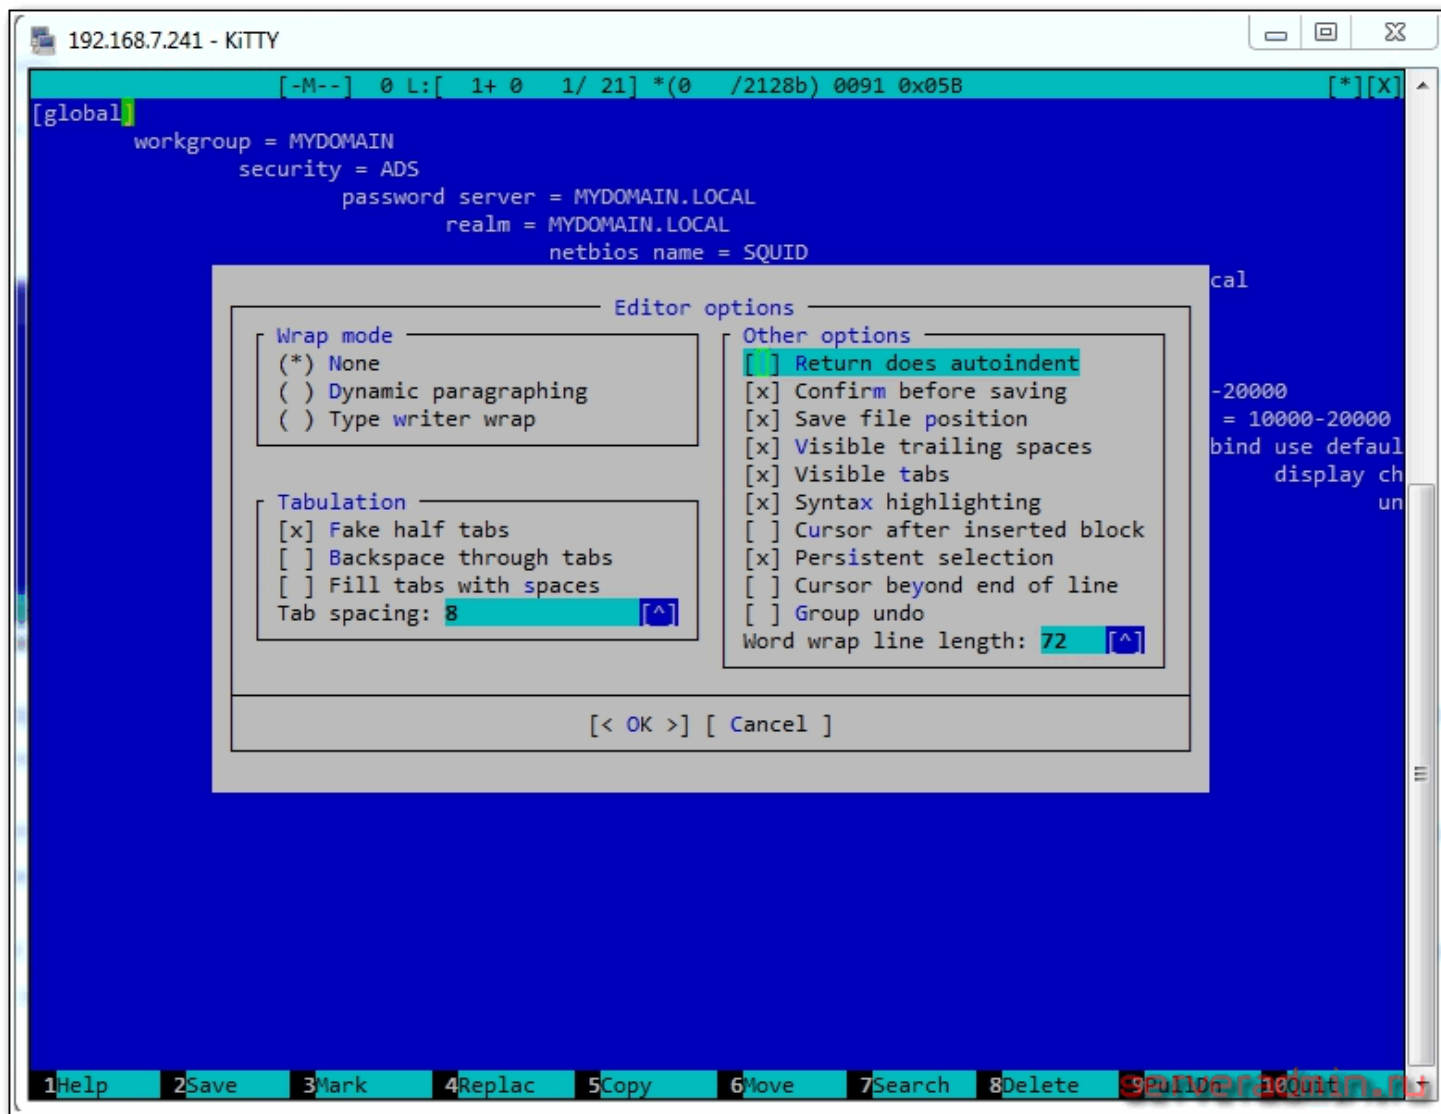 192.168.7.241 - KiTTY
[-M--]  0 L:[  1+ 0   1/ 21] *(0   /2128b) 0091 0x05B [*][X]
[global]
workgroup = MYDOMAIN
security = ADS
password server = MYDOMAIN.LOCAL
realm = MYDOMAIN.LOCAL
netbios name = SQUID
cal
Editor options
Wrap mode
(*) None
( ) Dynamic paragraphing
( ) Type writer wrap
Tabulation
[x] Fake half tabs
[ ] Backspace through tabs
[ ] Fill tabs with spaces
Tab spacing: 8 [^]
Other options
[ ] Return does autoindent
[x] Confirm before saving
[x] Save file position
[x] Visible trailing spaces
[x] Visible tabs
[x] Syntax highlighting
[ ] Cursor after inserted block
[x] Persistent selection
[ ] Cursor beyond end of line
[ ] Group undo
Word wrap line length: 72 [^]
[< OK >] [ Cancel ]
-20000
= 10000-20000
bind use defaul
display ch
un
1Help 2Save 3Mark 4Replac 5Copy 6Move 7Search 8Delete 9PullDn 10Quit
serveradmin.ru